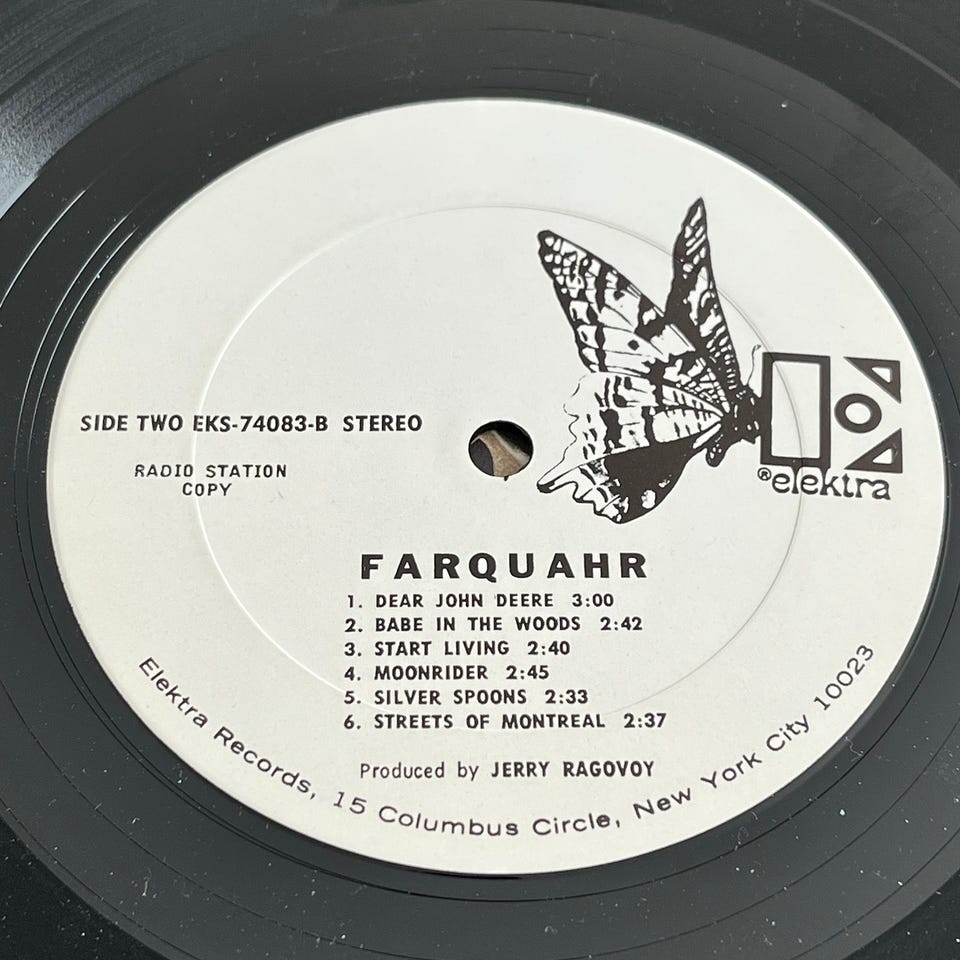 SIDE TWO EKS-74083-B STEREO
RADIO STATION
COPY
®elektra
FARQUAHR
1. DEAR JOHN DEERE 3:00
2. BABE IN THE WOODS 2:42
3. START LIVING 2:40
4. MOONRIDER 2:45
5. SILVER SPOONS 2:33
6. STREETS OF MONTREAL 2:37
Produced by JERRY RAGOVOY
Elektra Records, 15 Columbus Circle, New York City 10023